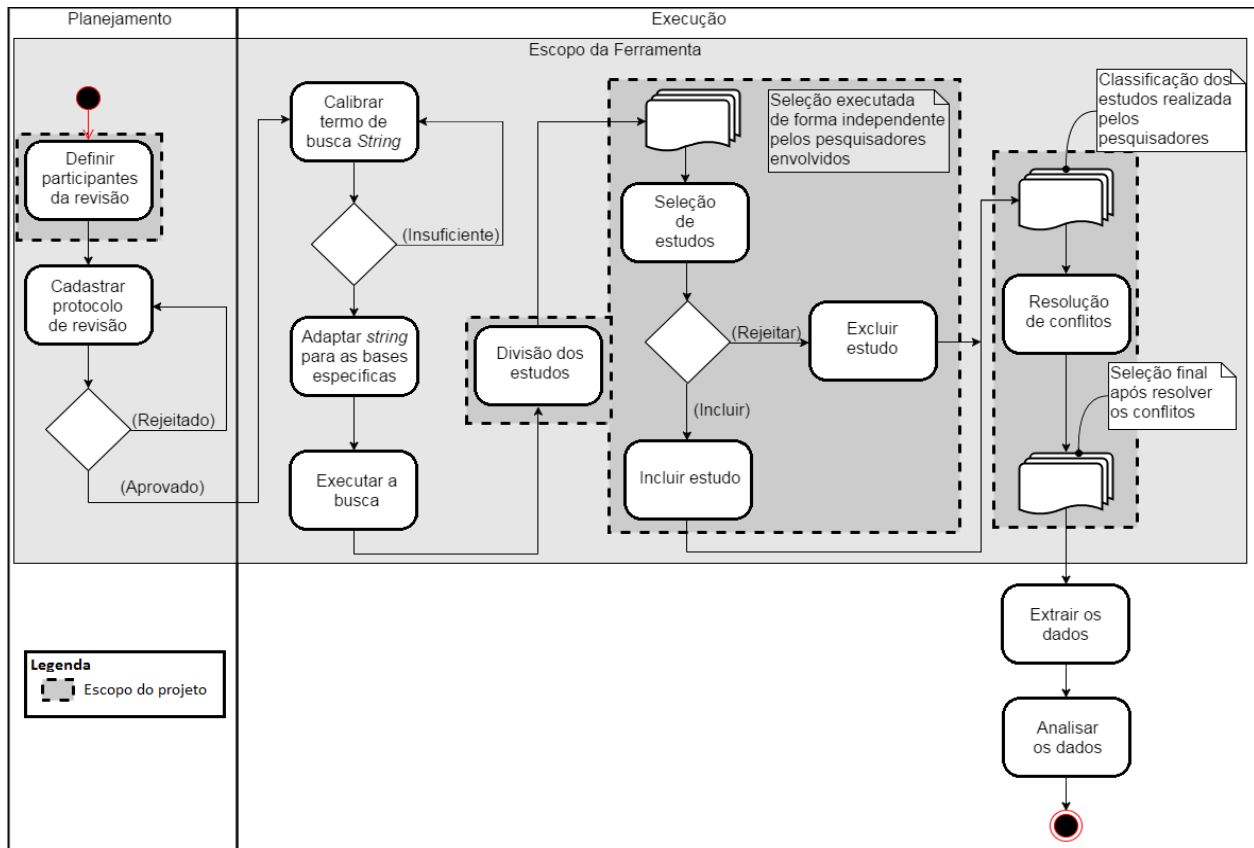 Planejamento
Execução
Escopo da Ferramenta
Definir
participantes
da revisão
Cadastrar
protocolo
de revisão
(Rejeitado)
(Aprovado)
Calibrar
termo de
busca String
(Insuficiente)
Adaptar string
para as bases
especificas
Executar a
busca
Divisão dos
estudos
Seleção executada
de forma independente
pelos pesquisadores
envolvidos
Seleção
de
estudos
(Rejeitar)
Excluir
estudo
(Incluir)
Incluir estudo
Classificação dos
estudos realizada
pelos
pesquisadores
Resolução
de conflitos
Seleção final
após resolver
os conflitos
Extrair os
dados
Analisar
os dados
Legenda
Escopo do projeto